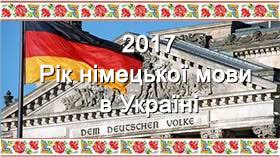 2017
Рік німецької мови
в Україні
DEM DEUTSCHEN VOLKE